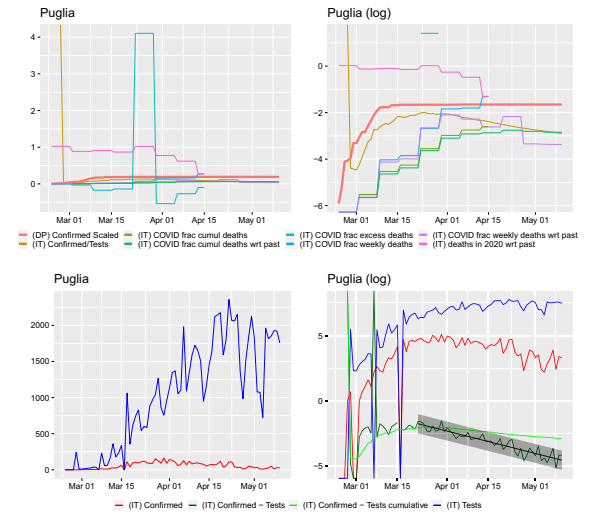 Puglia
Puglia (log)
4
3
2
1
0
0
−2
−4
−6
Mar 01
Mar 15
Apr 01
Apr 15
May 01
Mar 01
Mar 15
Apr 01
Apr 15
May 01
(DP) Confirmed Scaled
(IT) COVID frac cumul deaths
(IT) COVID frac excess deaths
(IT) COVID frac weekly deaths wrt past
(IT) Confirmed/Tests
(IT) COVID frac cumul deaths wrt past
(IT) COVID frac weekly deaths
(IT) deaths in 2020 wrt past
Puglia
Puglia (log)
2000
1500
1000
500
0
5
0
−5
Mar 01
Mar 15
Apr 01
Apr 15
May 01
Mar 01
Mar 15
Apr 01
Apr 15
May 01
(IT) Confirmed
(IT) Confirmed − Tests
(IT) Confirmed − Tests cumulative
(IT) Tests